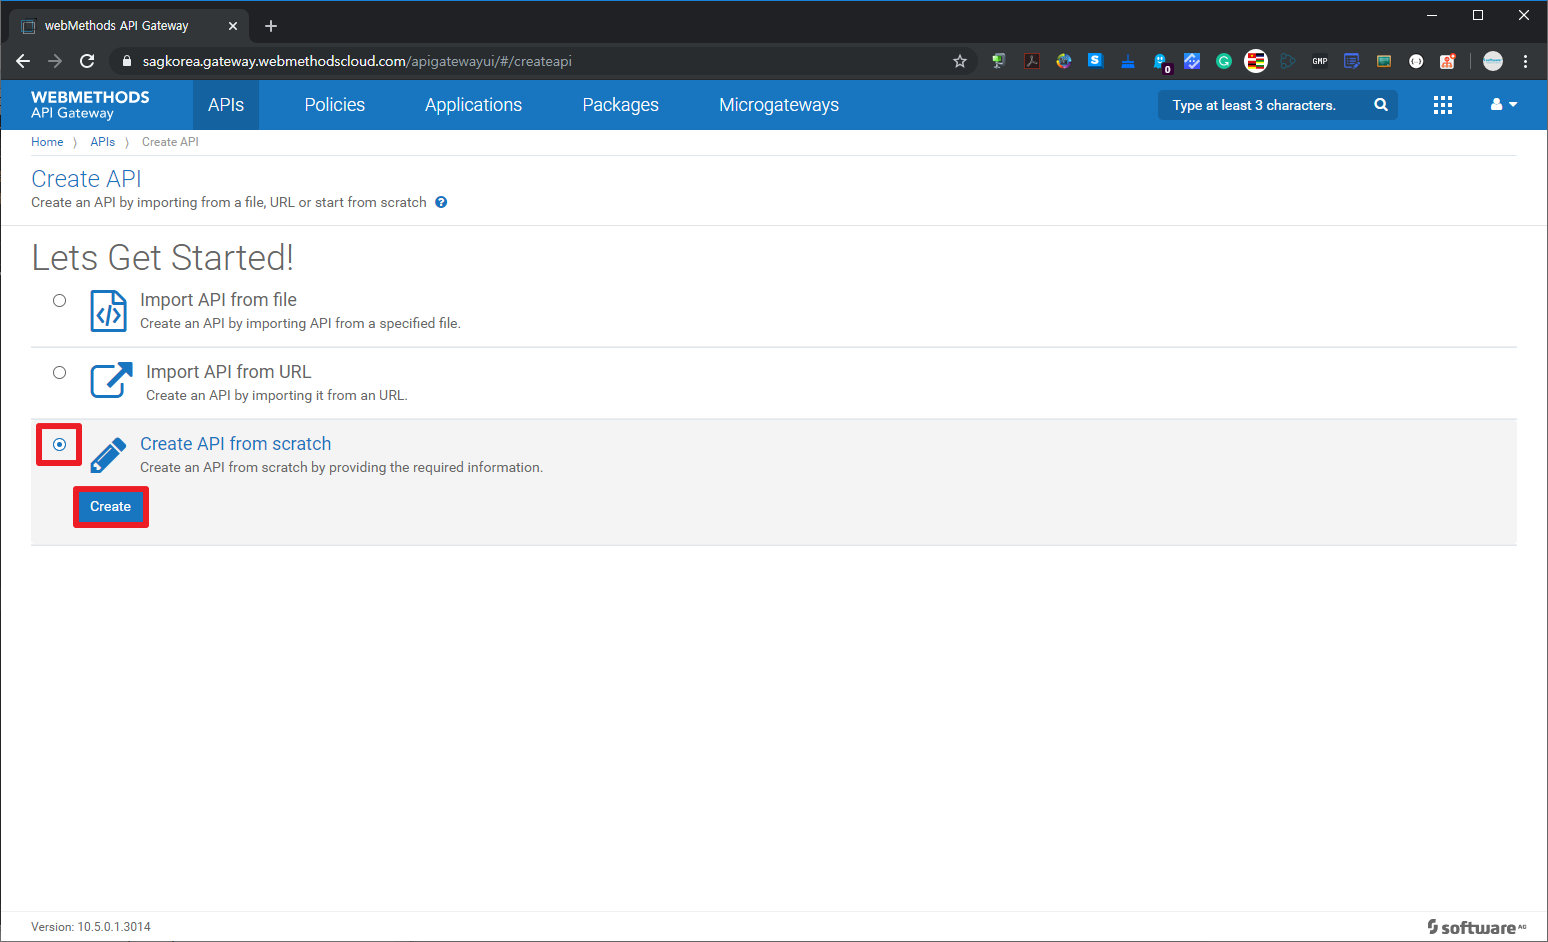 webMethods API Gateway
sagkorea.gateway.webmethodscloud.com/apigatewayui/#/createapi
S
0
G
GMP
WEBMETHODS
API Gateway
APIs
Policies
Applications
Packages
Microgateways
Type at least 3 characters.
Home 〉 APIs 〉 Create API
Create API
Create an API by importing from a file, URL or start from scratch ?
Lets Get Started!
Import API from file
Create an API by importing API from a specified file.
Import API from URL
Create an API by importing it from an URL.
Create API from scratch
Create an API from scratch by providing the required information.
Create
Version: 10.5.0.1.3014
software AG